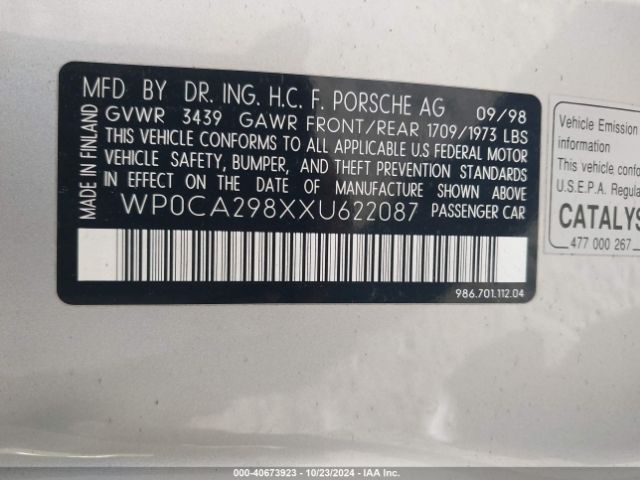 MFD BY DR. ING. H.C. F. PORSCHE AG 09/98
GVWR 3439 GAWR FRONT/REAR 1709/1973 LBS
THIS VEHICLE CONFORMS TO ALL APPLICABLE U.S FEDERAL MOTOR
VEHICLE SAFETY, BUMPER, AND THEFT PREVENTION STANDARDS
IN EFFECT ON THE DATE OF MANUFACTURE SHOWN ABOVE
WP0CA298XXU622087 PASSENGER CAR
986.701.112.04
MADE IN FINLAND
Vehicle Emission
information
This vehicle confo
U.S.E.P.A. Regula
CATALYS
477 000 267
000-40673923 - 10/23/2024 - IAA Inc.